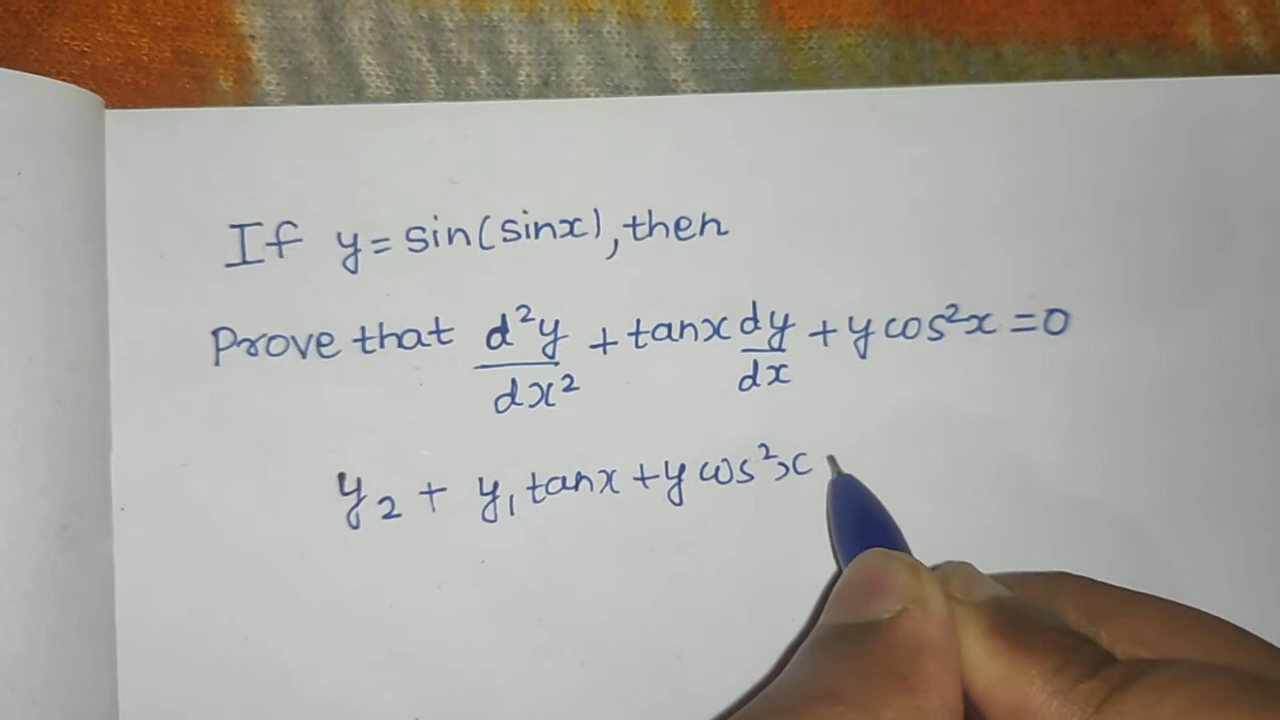 If y = sin(sinx), then
Prove that d²y/dx² + tanx dy/dx + y cos²x = 0
y₂ + y₁ tanx + y cos²x